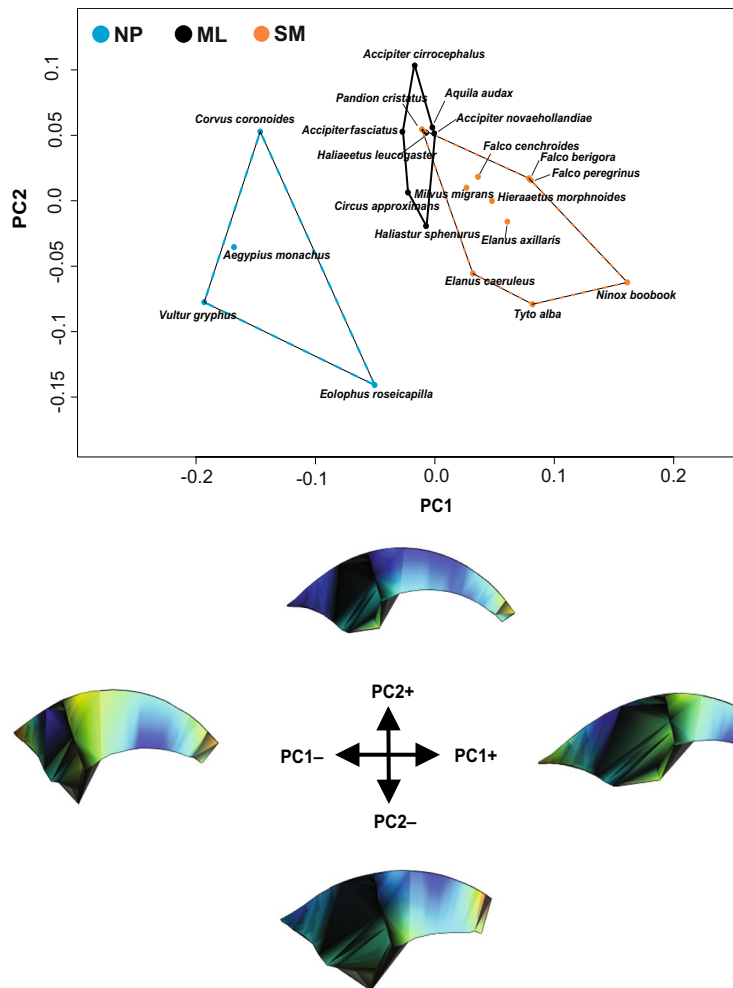 NP ML SM
Accipiter cirrocephalus
Pandion cristatus
Aquila audax
Corvus coronoides
Accipiter fasciatus
Accipiter novaehollandiae
Haliaeetus leucogaster
Falco cenchroides
Falco berigora
Falco peregrinus
Milvus migrans
Hieraaetus morphnoides
Circus approximans
Haliastur sphenurus
Elanus axillaris
Aegypius monachus
Elanus caeruleus
Ninox boobook
Vultur gryphus
Tyto alba
Eolophus roseicapilla
PC2
0.1
0.05
0.0
-0.05
-0.1
-0.15
-0.2 -0.1 0.0 0.1 0.2
PC1
PC2+
PC1– PC1+
PC2–